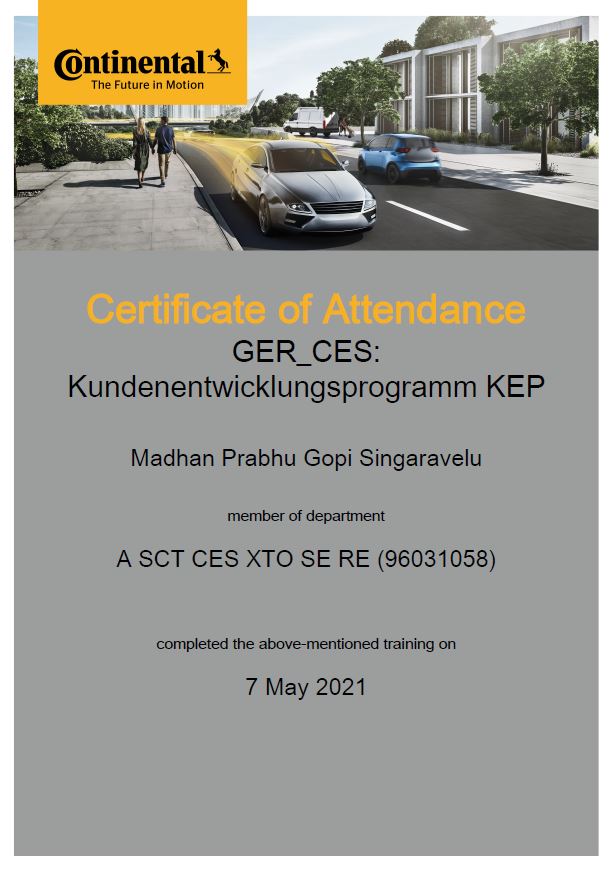 Continental
The Future in Motion
Certificate of Attendance
GER_CES:
Kundenentwicklungsprogramm KEP
Madhan Prabhu Gopi Singaravelu
member of department
A SCT CES XTO SE RE (96031058)
completed the above-mentioned training on
7 May 2021